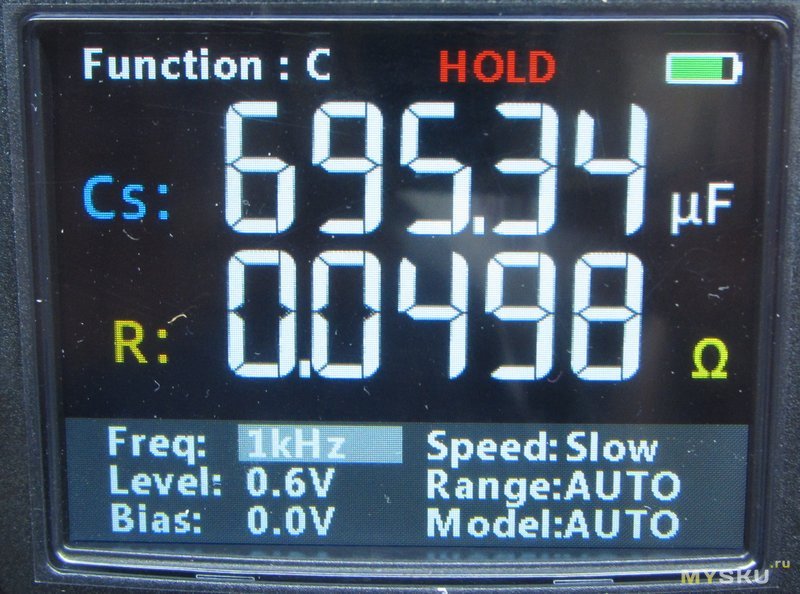 Function : C HOLD
Cs: 695.34 µF
R: 0.0498 Ω
Freq: 1kHz Speed: Slow
Level: 0.6V Range:AUTO
Bias: 0.0V Model:AUTO
MYSKU.ru